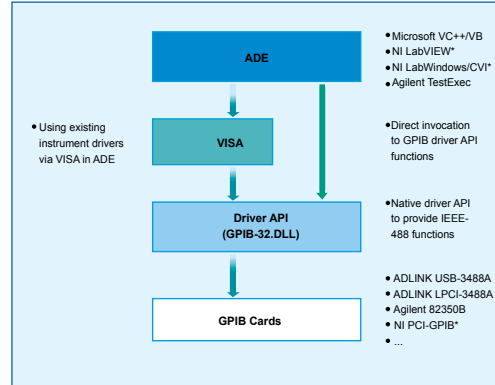 ADE
• Microsoft VC++/VB
• NI LabVIEW*
• NI LabWindows/CVI*
• Agilent TestExec
• Using existing
instrument drivers
via VISA in ADE
VISA
• Direct invocation
to GPIB driver API
functions
Driver API
(GPIB-32.DLL)
• Native driver API
to provide IEEE-
488 functions
GPIB Cards
• ADLINK USB-3488A
• ADLINK LPCI-3488A
• Agilent 82350B
• NI PCI-GPIB*
• ...